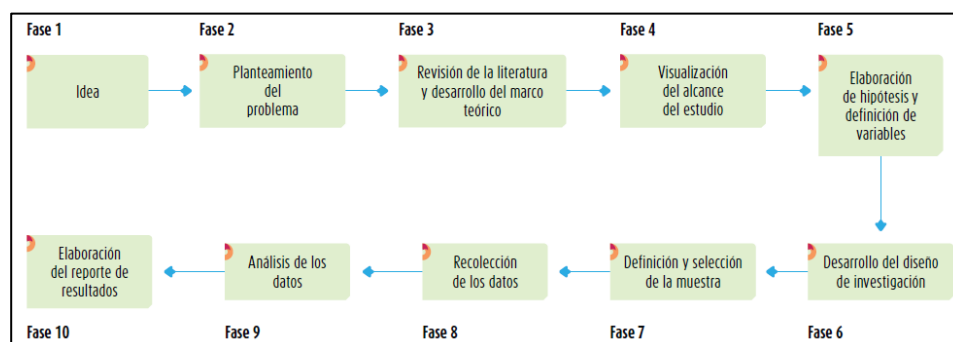 Fase 1
Fase 2
Fase 3
Fase 4
Fase 5
Idea
Planteamiento
del
problema
Revisión de la literatura
y desarrollo del marco
teórico
Visualización
del alcance
del estudio
Elaboración
de hipótesis y
definición de
variables
Elaboración
del reporte de
resultados
Análisis de los
datos
Recolección
de los datos
Definición y selección
de la muestra
Desarrollo del diseño
de investigación
Fase 10
Fase 9
Fase 8
Fase 7
Fase 6